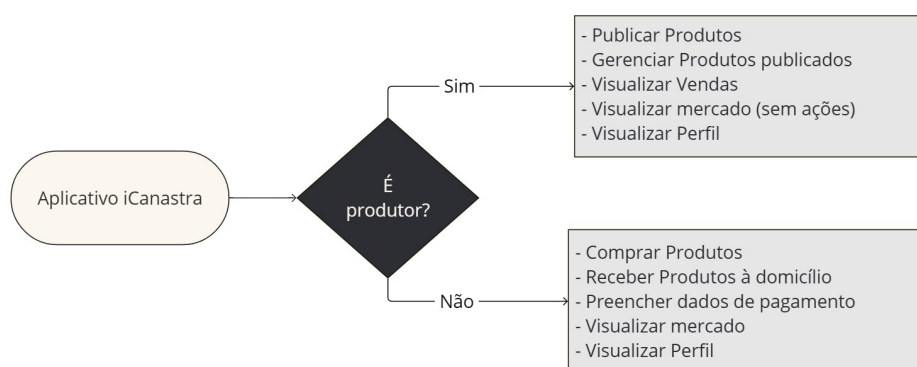 Aplicativo iCanastra
É
produtor?
Sim
- Publicar Produtos
- Gerenciar Produtos publicados
- Visualizar Vendas
- Visualizar mercado (sem ações)
- Visualizar Perfil
Não
- Comprar Produtos
- Receber Produtos à domicílio
- Preencher dados de pagamento
- Visualizar mercado
- Visualizar Perfil